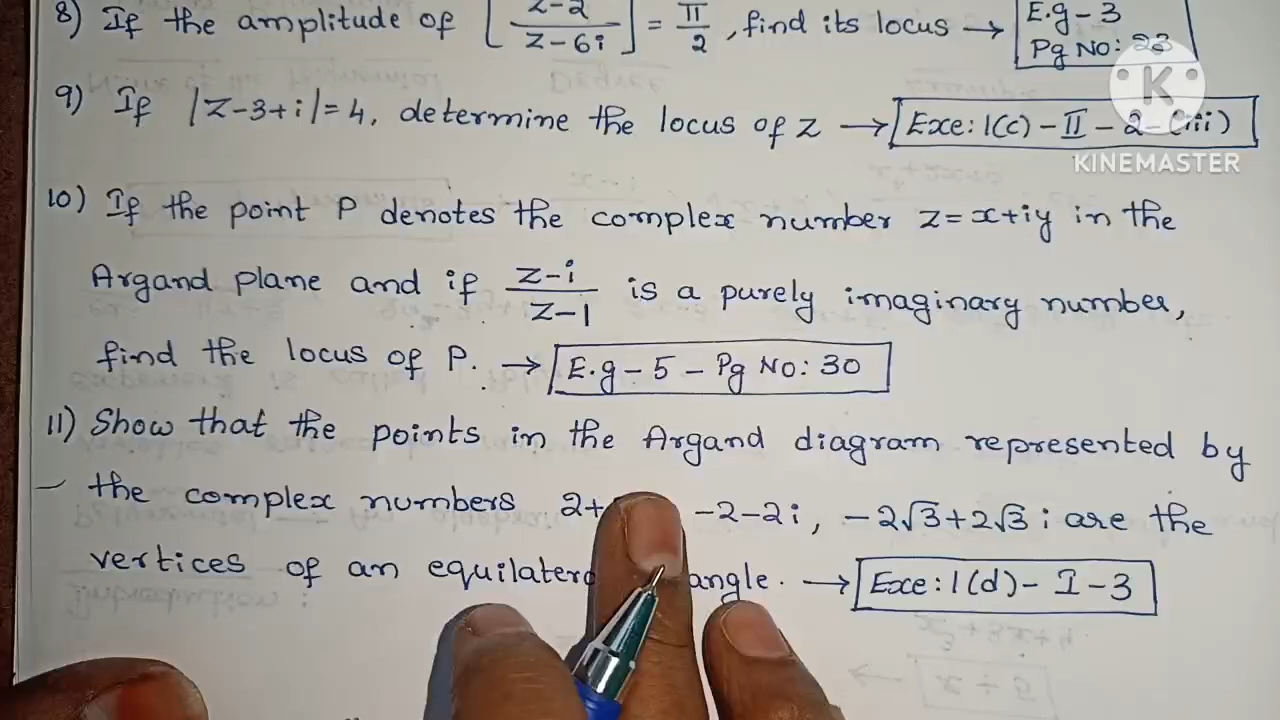 8) If the amplitude of [z-2/z-6i] = π/2, find its locus → E.g-3 Pg No: 23
9) If |z-3+i|=4, determine the locus of z → Exe: 1(c) - II - 2 - (iii)
KINEMASTER
10) If the point P denotes the complex number z=x+iy in the
Argand plane and if z-i/z-1 is a purely imaginary number,
find the locus of P. → E.g-5 - Pg No: 30
11) Show that the points in the Argand diagram represented by
the complex numbers 2+ -2-2i, -2√3+2√3i are the
vertices of an angle. → Exe: 1(d) - I - 3